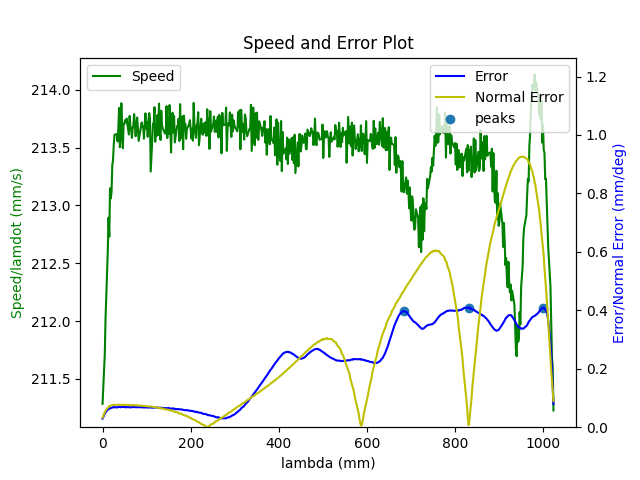 Speed and Error Plot
Speed
Error
Normal Error
peaks
Speed/lamdot (mm/s)
214.0
213.5
213.0
212.5
212.0
211.5
1.2
1.0
0.8
0.6
0.4
0.2
0.0
Error/Normal Error (mm/deg)
0 200 400 600 800 1000
lambda (mm)